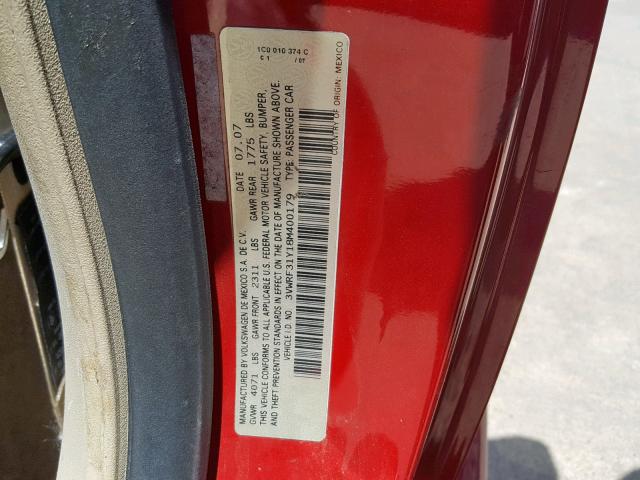 1C0 010 374 C
C 1 / 07
MANUFACTURED BY VOLKSWAGEN DE MEXICO S.A. DE C.V. DATE 07.07
GVWR 4071 LBS GAWR FRONT 2311 LBS GAWR REAR 1775 LBS
THIS VEHICLE CONFORMS TO ALL APPLICABLE U.S. FEDERAL MOTOR VEHICLE SAFETY, BUMPER,
AND THEFT PREVENTION STANDARDS IN EFFECT ON THE DATE OF MANUFACTURE SHOWN ABOVE.
VEHICLE I.D. NO. 3VWRF31Y18M400179 TYPE: PASSENGER CAR
COUNTRY OF ORIGIN: MEXICO